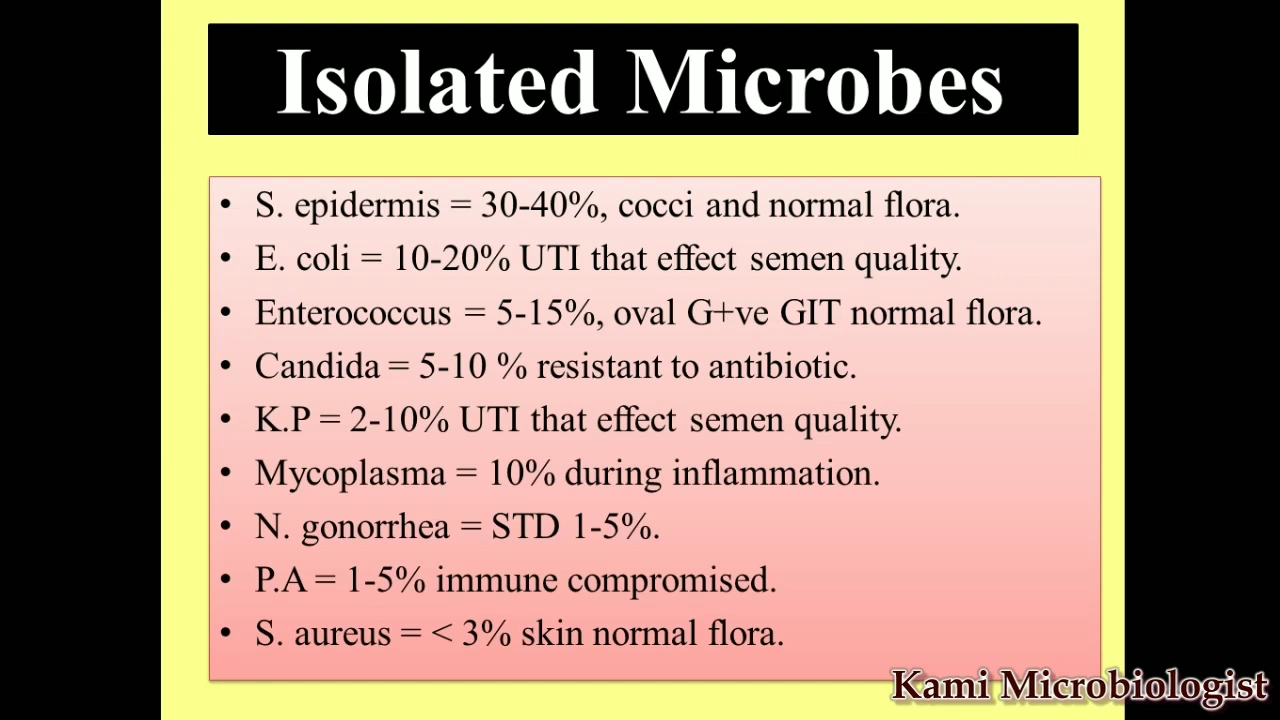 Isolated Microbes
• S. epidermis = 30-40%, cocci and normal flora.
• E. coli = 10-20% UTI that effect semen quality.
• Enterococcus = 5-15%, oval G+ve GIT normal flora.
• Candida = 5-10 % resistant to antibiotic.
• K.P = 2-10% UTI that effect semen quality.
• Mycoplasma = 10% during inflammation.
• N. gonorrhea = STD 1-5%.
• P.A = 1-5% immune compromised.
• S. aureus = < 3% skin normal flora.
Kami Microbiologist